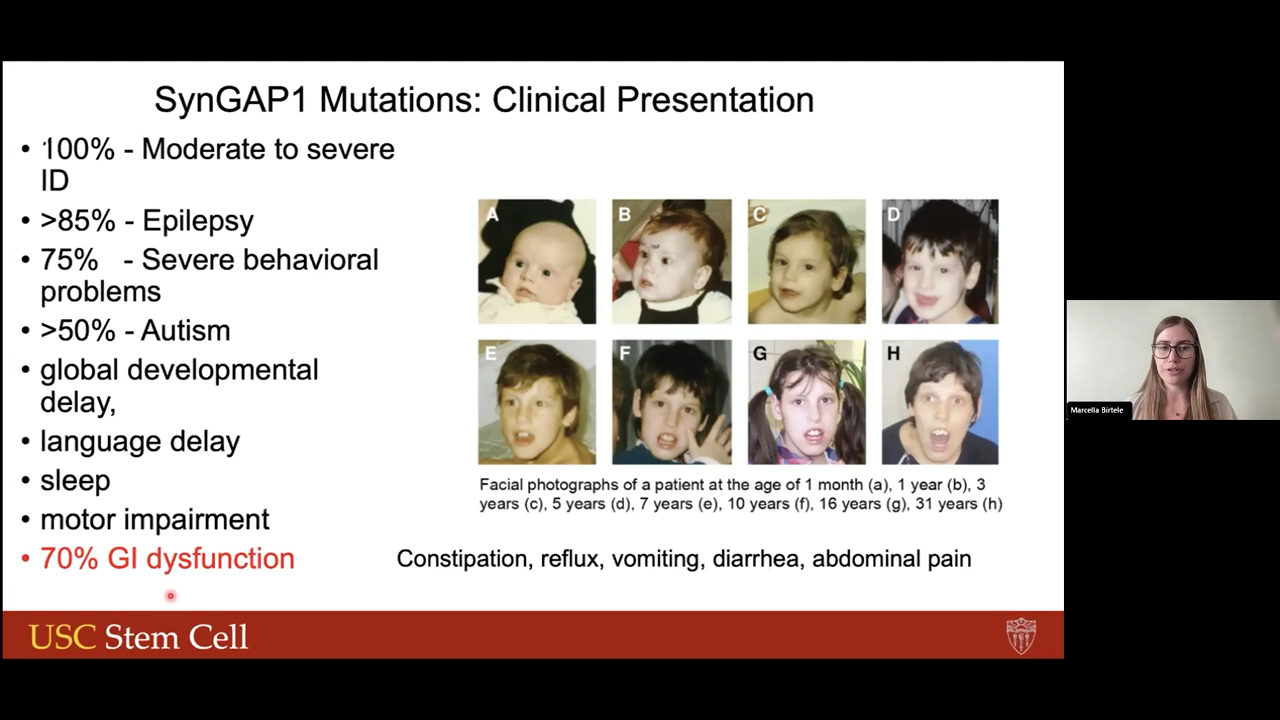 SynGAP1 Mutations: Clinical Presentation
• 100% - Moderate to severe
ID
• >85% - Epilepsy
• 75% - Severe behavioral
problems
• >50% - Autism
• global developmental
delay,
• language delay
• sleep
• motor impairment
• 70% GI dysfunction
A
B
C
D
E
F
G
H
Facial photographs of a patient at the age of 1 month (a), 1 year (b), 3
years (c), 5 years (d), 7 years (e), 10 years (f), 16 years (g), 31 years (h)
Constipation, reflux, vomiting, diarrhea, abdominal pain
USC Stem Cell
Marcella Birtele